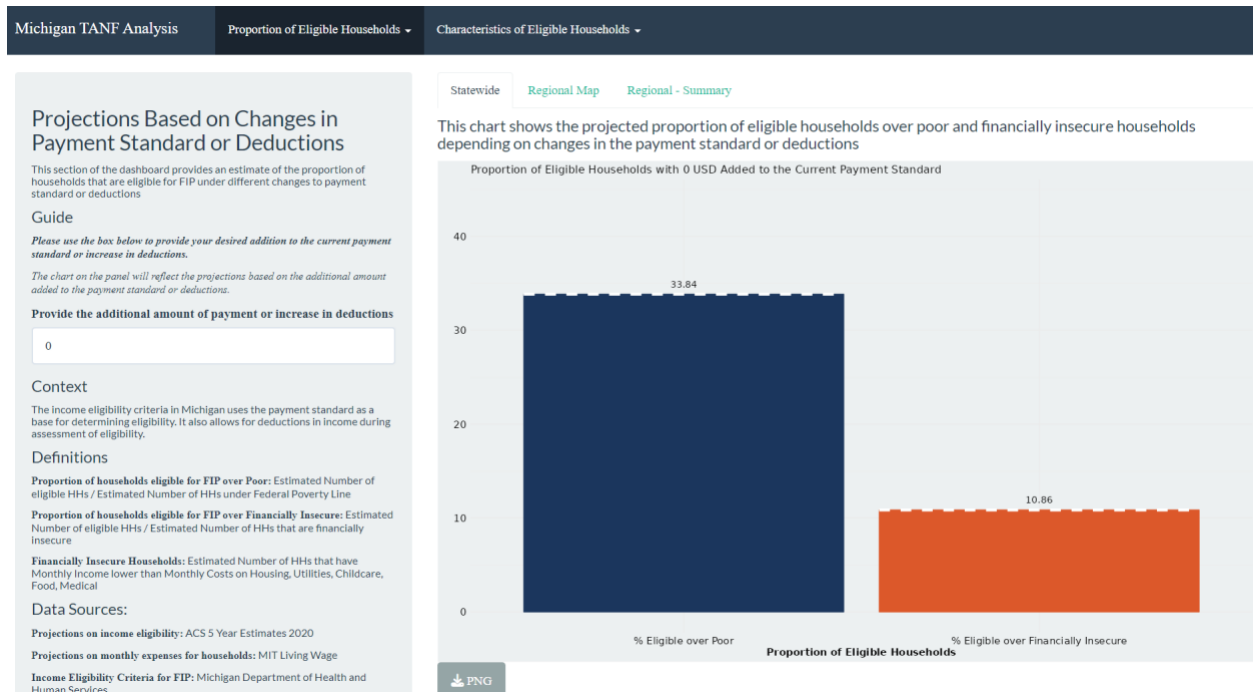 Michigan TANF Analysis
Proportion of Eligible Households
Characteristics of Eligible Households
Projections Based on Changes in
Payment Standard or Deductions
This section of the dashboard provides an estimate of the proportion of
households that are eligible for FIP under different changes to payment
standard or deductions
Guide
Please use the box below to provide your desired addition to the current payment
standard or increase in deductions.
The chart on the panel will reflect the projections based on the additional amount
added to the payment standard or deductions.
Provide the additional amount of payment or increase in deductions
0
Context
The income eligibility criteria in Michigan uses the payment standard as a
base for determining eligibility. It also allows for deductions in income during
assessment of eligibility.
Definitions
Proportion of households eligible for FIP over Poor: Estimated Number of
eligible HHs / Estimated Number of HHs under Federal Poverty Line
Proportion of households eligible for FIP over Financially Insecure: Estimated
Number of eligible HHs / Estimated Number of HHs that are financially
insecure
Financially Insecure Households: Estimated Number of HHs that have
Monthly Income lower than Monthly Costs on Housing, Utilities, Childcare,
Food, Medical
Data Sources:
Projections on income eligibility: ACS 5 Year Estimates 2020
Projections on monthly expenses for households: MIT Living Wage
Income Eligibility Criteria for FIP: Michigan Department of Health and
Human Services
Statewide
Regional Map
Regional - Summary
This chart shows the projected proportion of eligible households over poor and financially insecure households
depending on changes in the payment standard or deductions
Proportion of Eligible Households with 0 USD Added to the Current Payment Standard
40
30
20
10
0
33.84
10.86
% Eligible over Poor
% Eligible over Financially Insecure
Proportion of Eligible Households
PNG